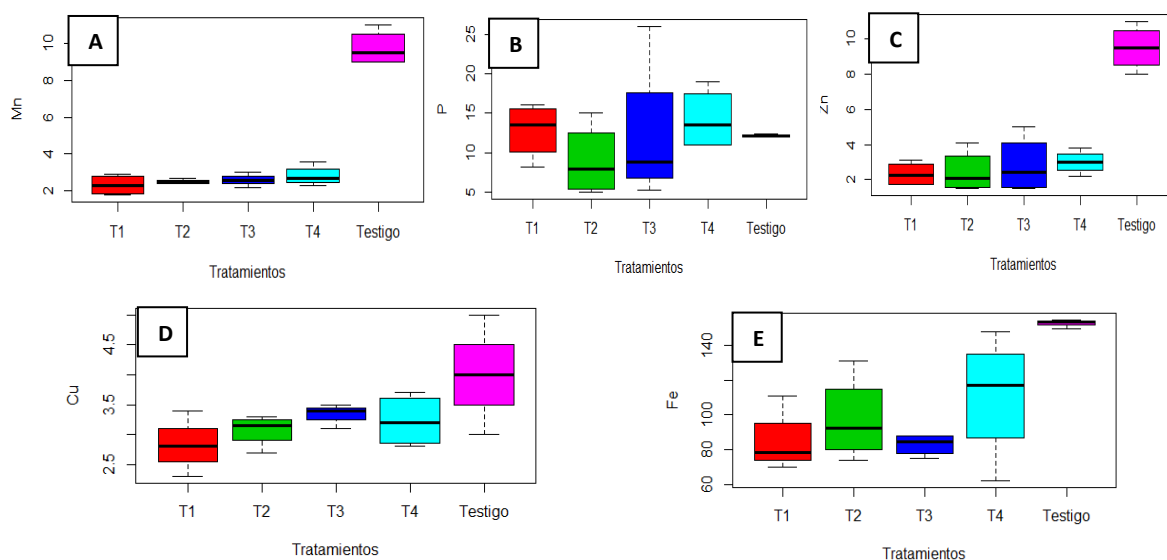 A
Mn
10
8
6
4
2
T1 T2 T3 T4 Testigo
Tratamientos
B
P
25
20
15
10
5
T1 T2 T3 T4 Testigo
Tratamientos
C
Zn
10
8
6
4
2
T1 T2 T3 T4 Testigo
Tratamientos
D
Cu
4.5
3.5
2.5
T1 T2 T3 T4 Testigo
Tratamientos
E
Fe
140
100
80
60
T1 T2 T3 T4 Testigo
Tratamientos